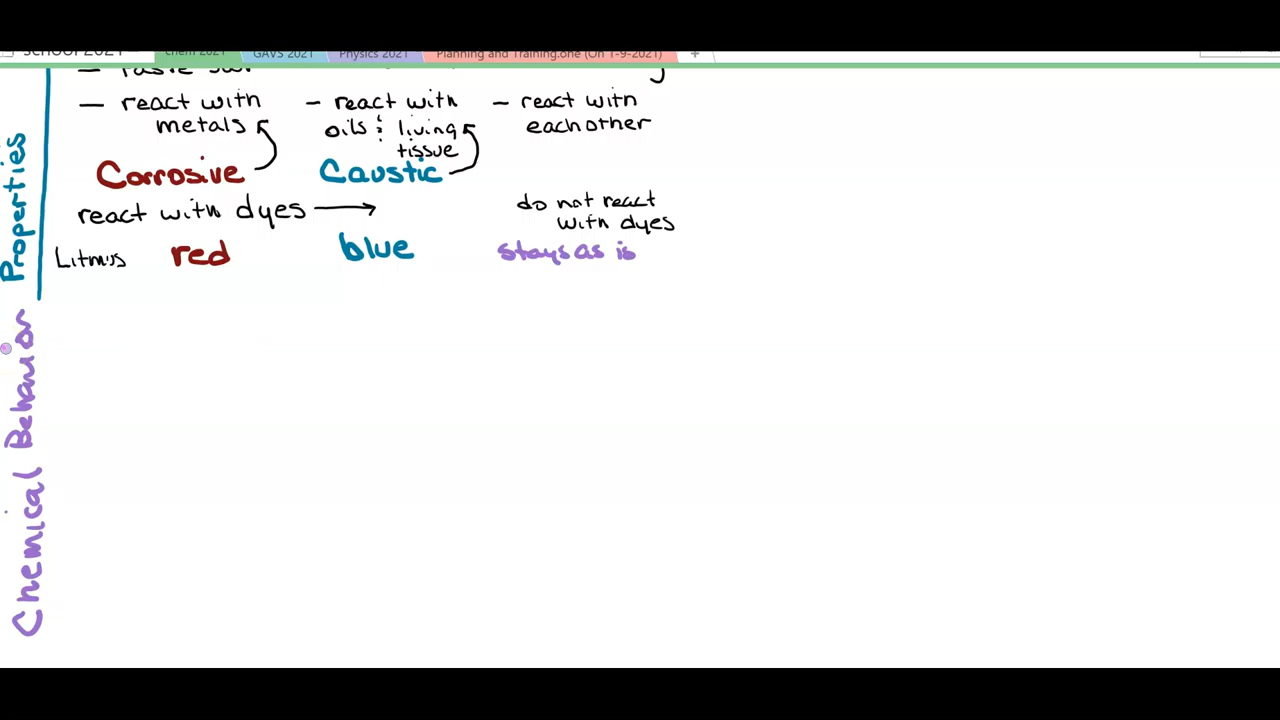 SCHOOL 2021
Chem 2021
GAVS 2021
Physics 2021
Planning and Training.one (On 1-9-2021)
+
Properties
– react with metals
– react with oils & living tissue
– react with each other
Corrosive
Caustic
react with dyes →
do not react with dyes
Litmus
red
blue
stays as is
Chemical Behavior